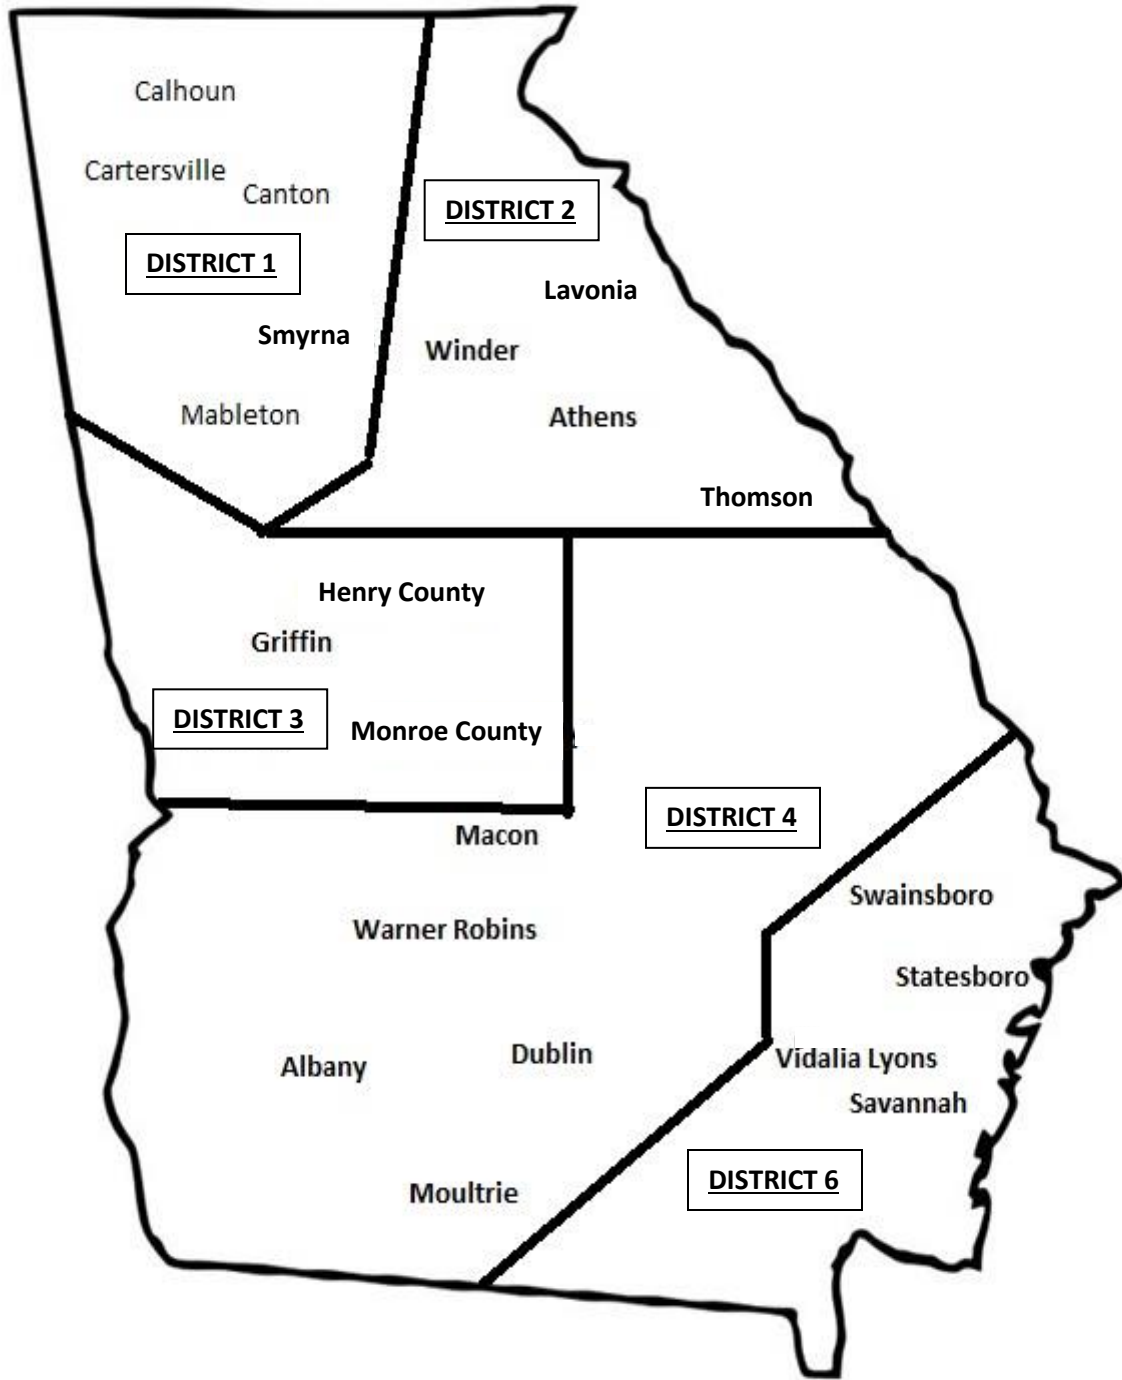 Calhoun
Cartersville
Canton
DISTRICT 2
DISTRICT 1
Lavonia
Smyrna
Winder
Mableton
Athens
Thomson
Henry County
Griffin
DISTRICT 3
Monroe County
DISTRICT 4
Macon
Swainsboro
Warner Robins
Statesboro
Dublin
Vidalia Lyons
Albany
Savannah
DISTRICT 6
Moultrie